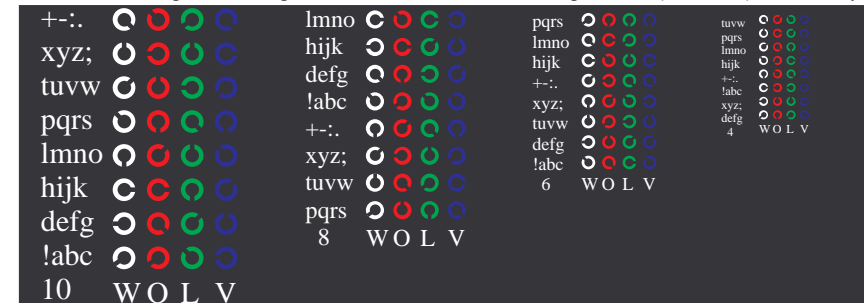 +-:.
xyz;
tuvw
pqrs
lmno
hijk
defg
!abc
10 W O L V
lmno
hijk
defg
!abc
+-:.
xyz;
tuvw
pqrs
8 W O L V
pqrs
lmno
hijk
+-:.
xyz;
tuvw
defg
!abc
6 W O L V
tuvw
pqrs
lmno
hijk
+-:.
!abc
xyz;
defg
4 W O L V